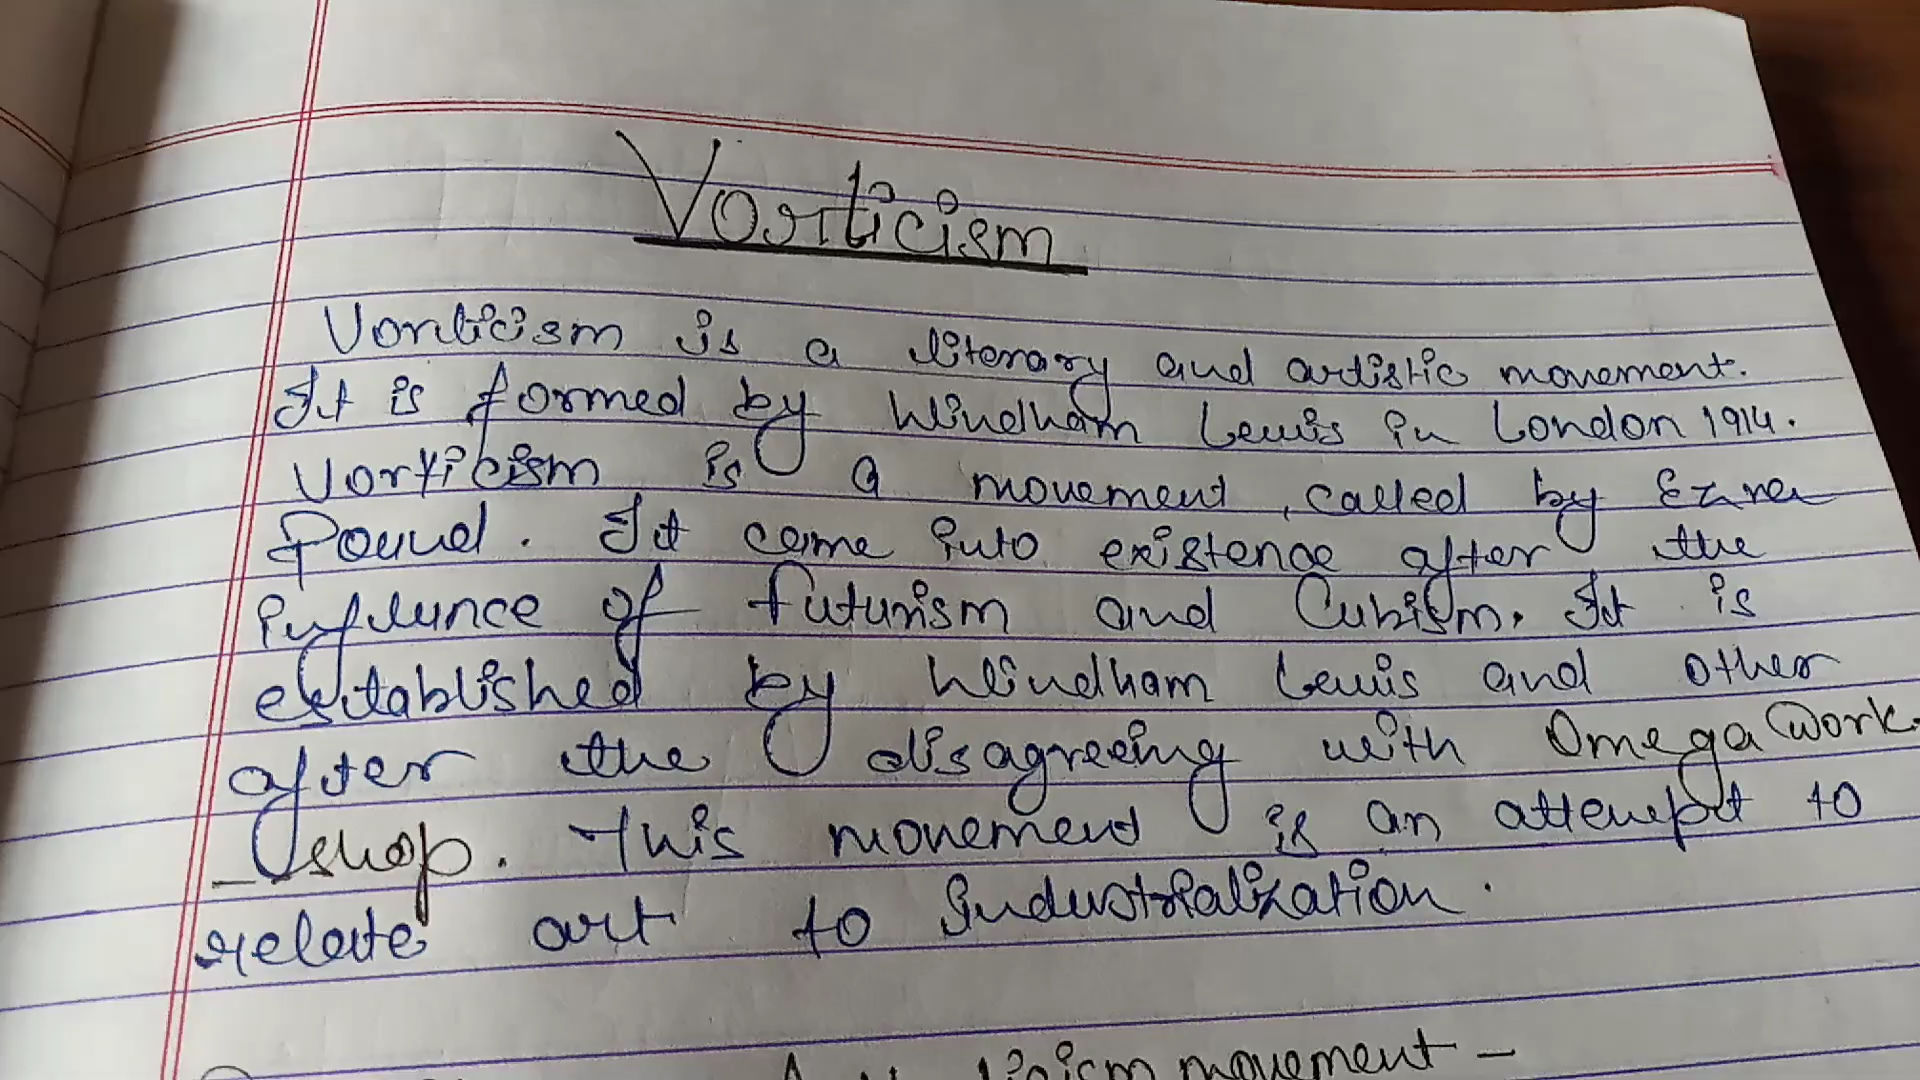 Vorticism
Vorticism is a literary and artistic movement.
It is formed by Windham Lewis in London 1914.
Vorticism is a movement, called by Ezra
Pound. It came into existence after the
influence of futurism and Cubism. It is
established by Windham Lewis and other
after the disagreeing with Omega Work-
-shop. This movement is an attempt to
relate art to Industrialization.
movement -